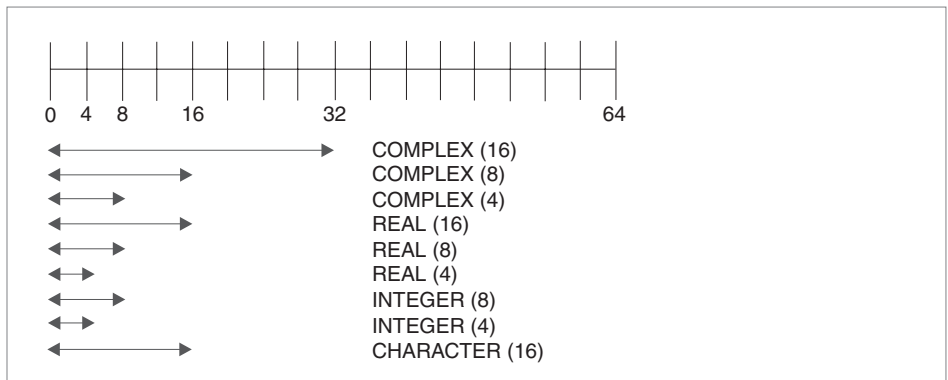 0 4 8 16 32 64
COMPLEX (16)
COMPLEX (8)
COMPLEX (4)
REAL (16)
REAL (8)
REAL (4)
INTEGER (8)
INTEGER (4)
CHARACTER (16)